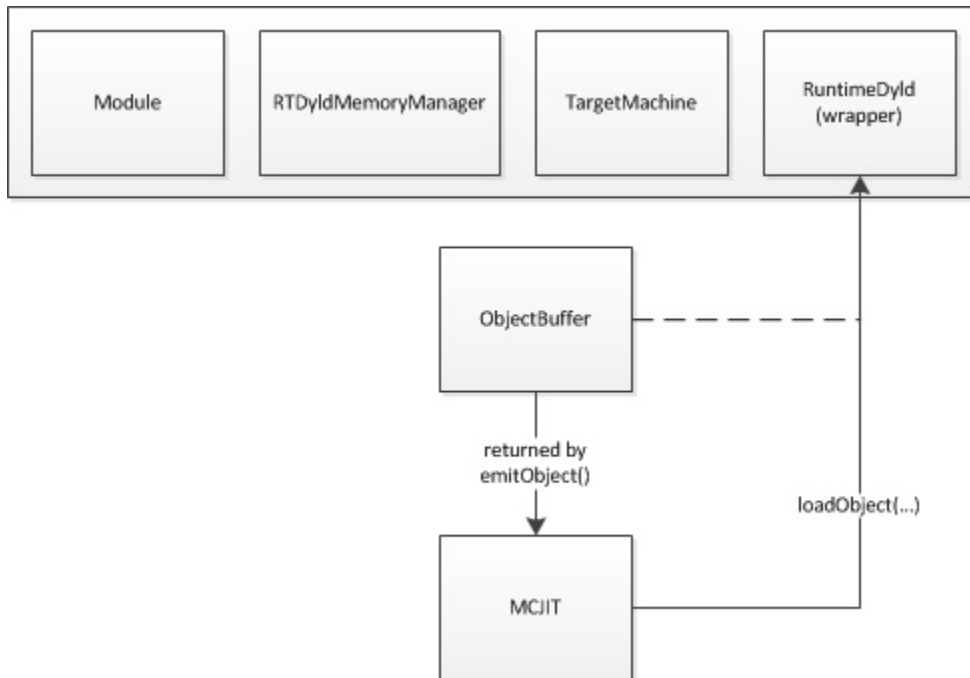 Module
RTDyldMemoryManager
TargetMachine
RuntimeDyld
(wrapper)
ObjectBuffer
returned by
emitObject()
loadObject(...)
MCJIT